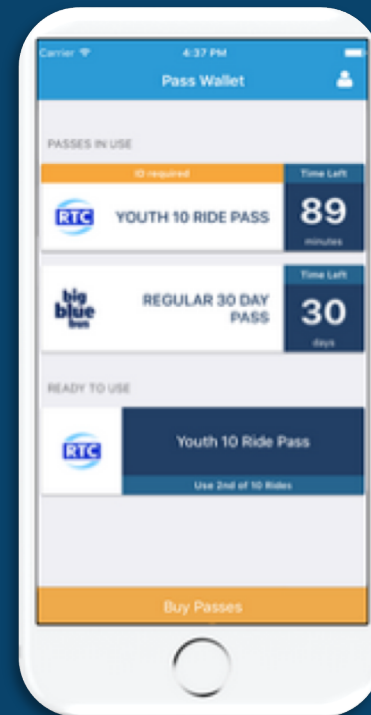 Carrier 4:37 PM
Pass Wallet
PASSES IN USE
ID required
Time Left
RTC
YOUTH 10 RIDE PASS
89
minutes
Time Left
big
blue
bus
REGULAR 30 DAY
PASS
30
days
READY TO USE
RTC
Youth 10 Ride Pass
Use 2nd of 10 Rides
Buy Passes